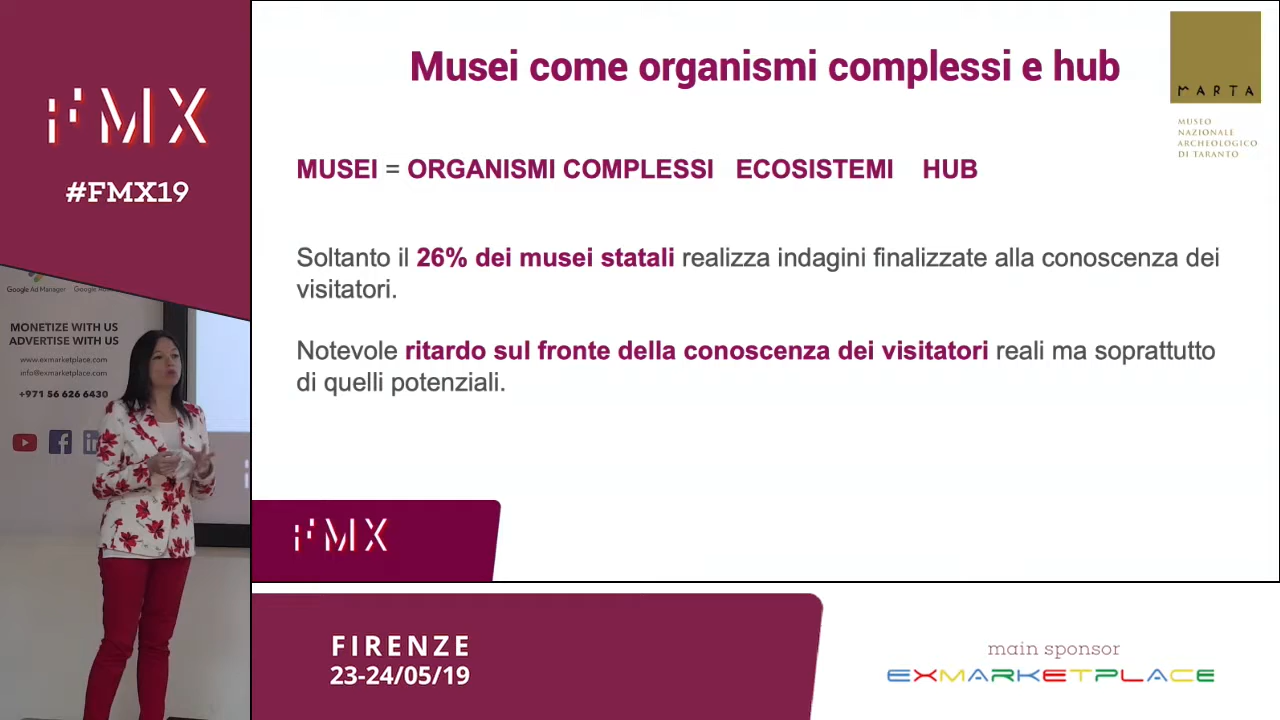 FMX
#FMX19
Google Ad Manager
MONETIZE WITH US
ADVERTISE WITH US
www.exmarketplace.com
info@exmarketplace.com
+971 56 626 6430
Musei come organismi complessi e hub
MARTA
MUSEO
NAZIONALE
ARCHEOLOGICO
DI TARANTO
MUSEI = ORGANISMI COMPLESSI ECOSISTEMI HUB
Soltanto il 26% dei musei statali realizza indagini finalizzate alla conoscenza dei
visitatori.
Notevole ritardo sul fronte della conoscenza dei visitatori reali ma soprattutto
di quelli potenziali.
FMX
FIRENZE
23-24/05/19
main sponsor
EXMARKETPLACE